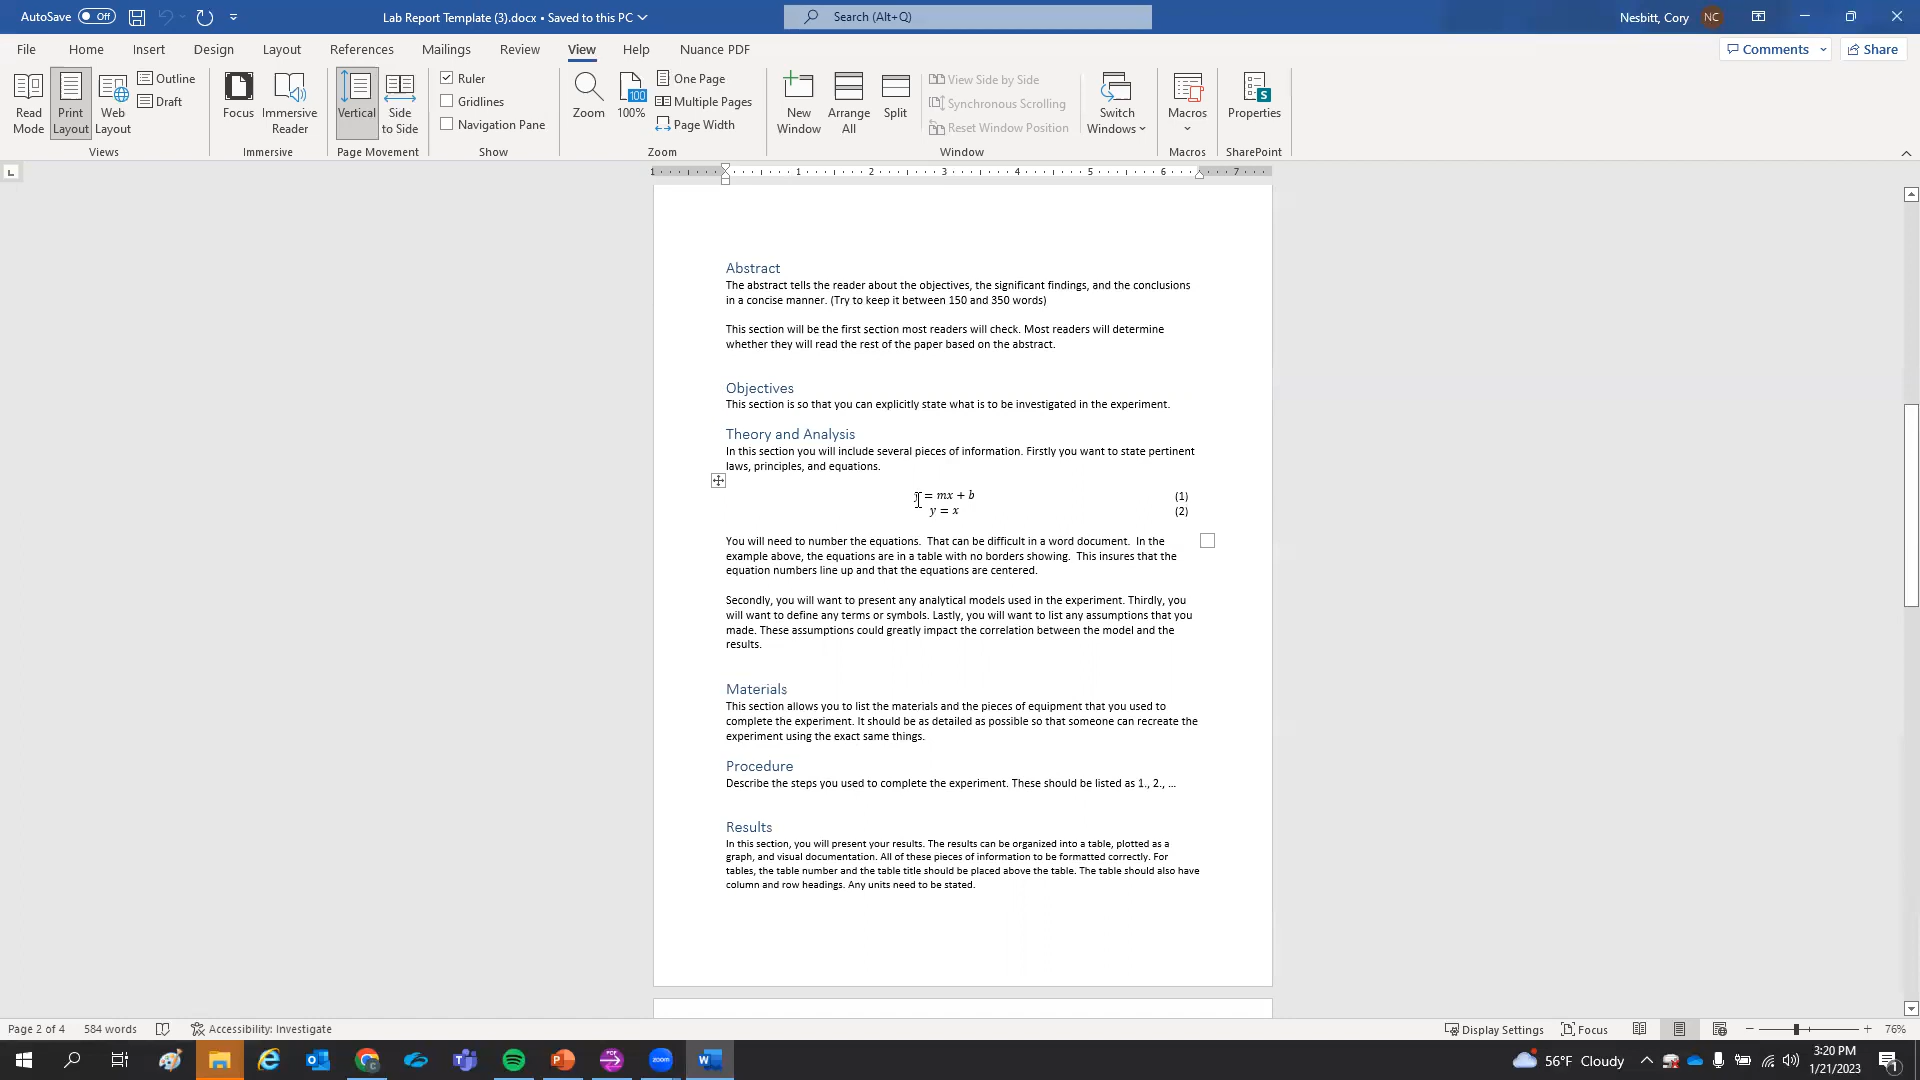 AutoSave Off Lab Report Template (3).docx • Saved to this PC Search (Alt+Q) Nesbitt, Cory NC
File Home Insert Design Layout References Mailings Review View Help Nuance PDF Comments Share
Read Mode Print Layout Web Layout Outline Draft Focus Immersive Reader Vertical Side to Side Ruler Gridlines Navigation Pane Zoom 100 100% One Page Multiple Pages Page Width New Window Arrange All Split View Side by Side Synchronous Scrolling Reset Window Position Switch Windows Macros Properties
Views Immersive Page Movement Show Zoom Window Macros SharePoint
1 1 2 3 4 5 6 7
Abstract
The abstract tells the reader about the objectives, the significant findings, and the conclusions
in a concise manner. (Try to keep it between 150 and 350 words)
This section will be the first section most readers will check. Most readers will determine
whether they will read the rest of the paper based on the abstract.
Objectives
This section is so that you can explicitly state what is to be investigated in the experiment.
Theory and Analysis
In this section you will include several pieces of information. Firstly you want to state pertinent
laws, principles, and equations.
y = mx + b (1)
y = x (2)
You will need to number the equations.  That can be difficult in a word document.  In the
example above, the equations are in a table with no borders showing.  This insures that the
equation numbers line up and that the equations are centered.
Secondly, you will want to present any analytical models used in the experiment. Thirdly, you
will want to define any terms or symbols. Lastly, you will want to list any assumptions that you
made. These assumptions could greatly impact the correlation between the model and the
results.
Materials
This section allows you to list the materials and the pieces of equipment that you used to
complete the experiment. It should be as detailed as possible so that someone can recreate the
experiment using the exact same things.
Procedure
Describe the steps you used to complete the experiment. These should be listed as 1., 2., ...
Results
In this section, you will present your results. The results can be organized into a table, plotted as a
graph, and visual documentation. All of these pieces of information to be formatted correctly. For
tables, the table number and the table title should be placed above the table. The table should also have
column and row headings. Any units need to be stated.
Page 2 of 4 584 words Accessibility: Investigate Display Settings Focus 76%
56°F Cloudy 3:20 PM
1/21/2023 1